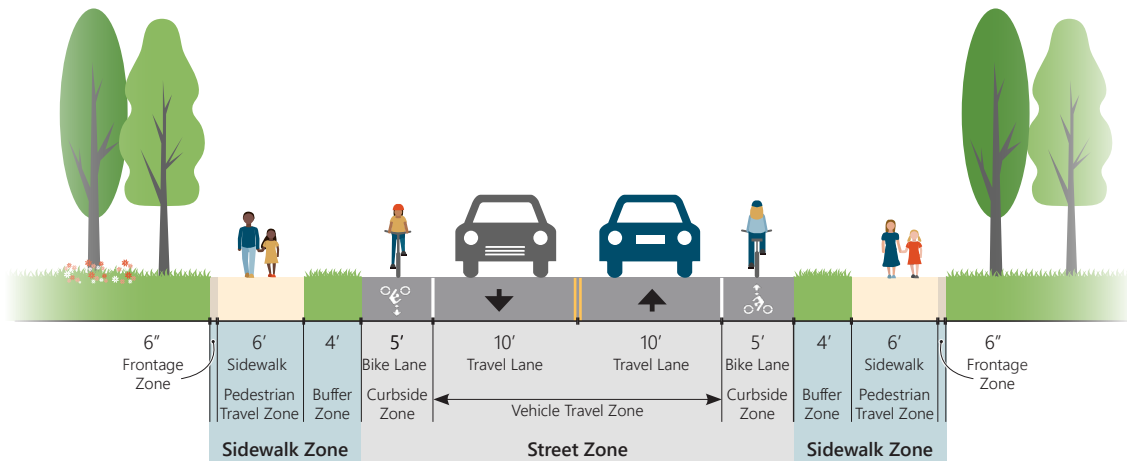 6″
Frontage
Zone
6’
Sidewalk
Pedestrian
Travel Zone
4’
Buffer
Zone
5’
Bike Lane
Curbside
Zone
10’
Travel Lane
10’
Travel Lane
Vehicle Travel Zone
5’
Bike Lane
Curbside
Zone
4’
Buffer
Zone
6’
Sidewalk
Pedestrian
Travel Zone
6″
Frontage
Zone
Sidewalk Zone
Street Zone
Sidewalk Zone